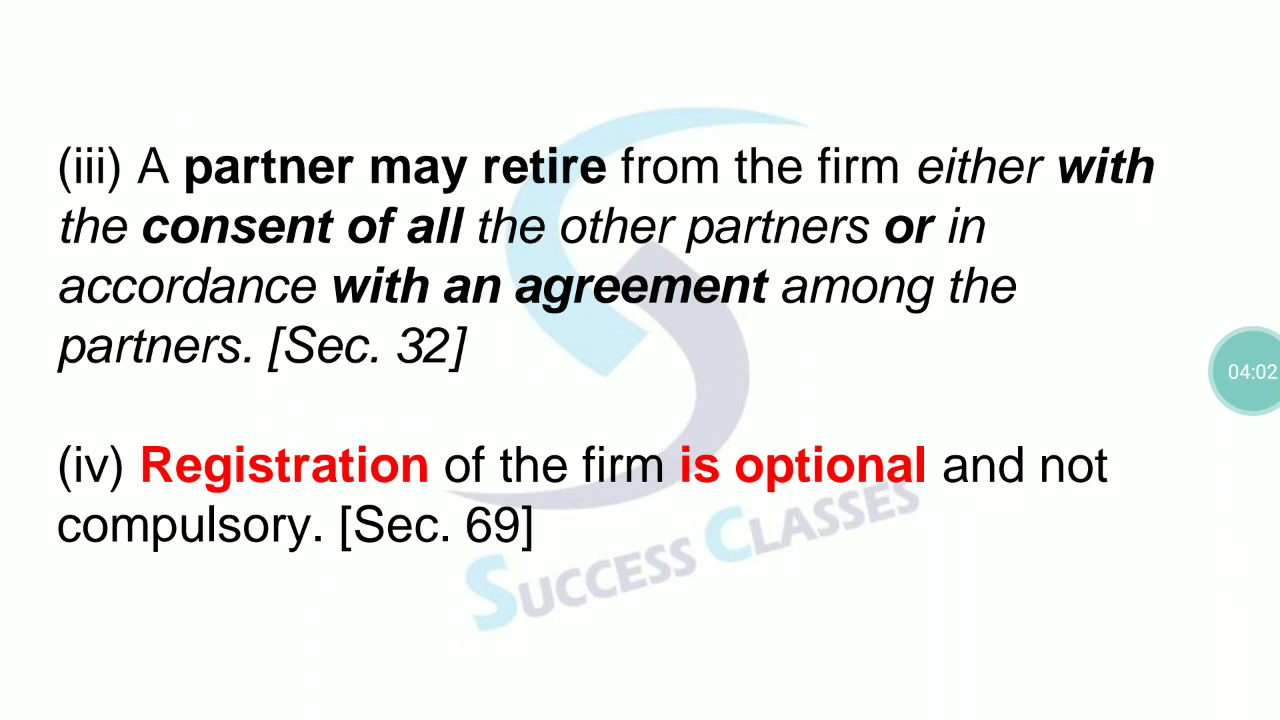 (iii) A partner may retire from the firm either with
the consent of all the other partners or in
accordance with an agreement among the
partners. [Sec. 32]
04:02
(iv) Registration of the firm is optional and not
compulsory. [Sec. 69]
SUCCESS CLASSES